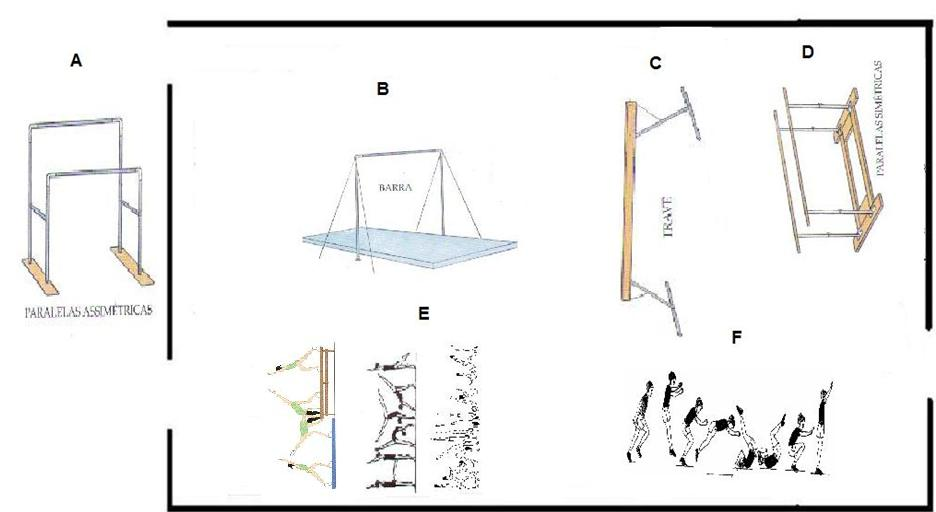 A
PARALELAS ASSIMÉTRICAS
B
BARRA
C
TRAVE
D
PARALELAS SIMÉTRICAS
E
F